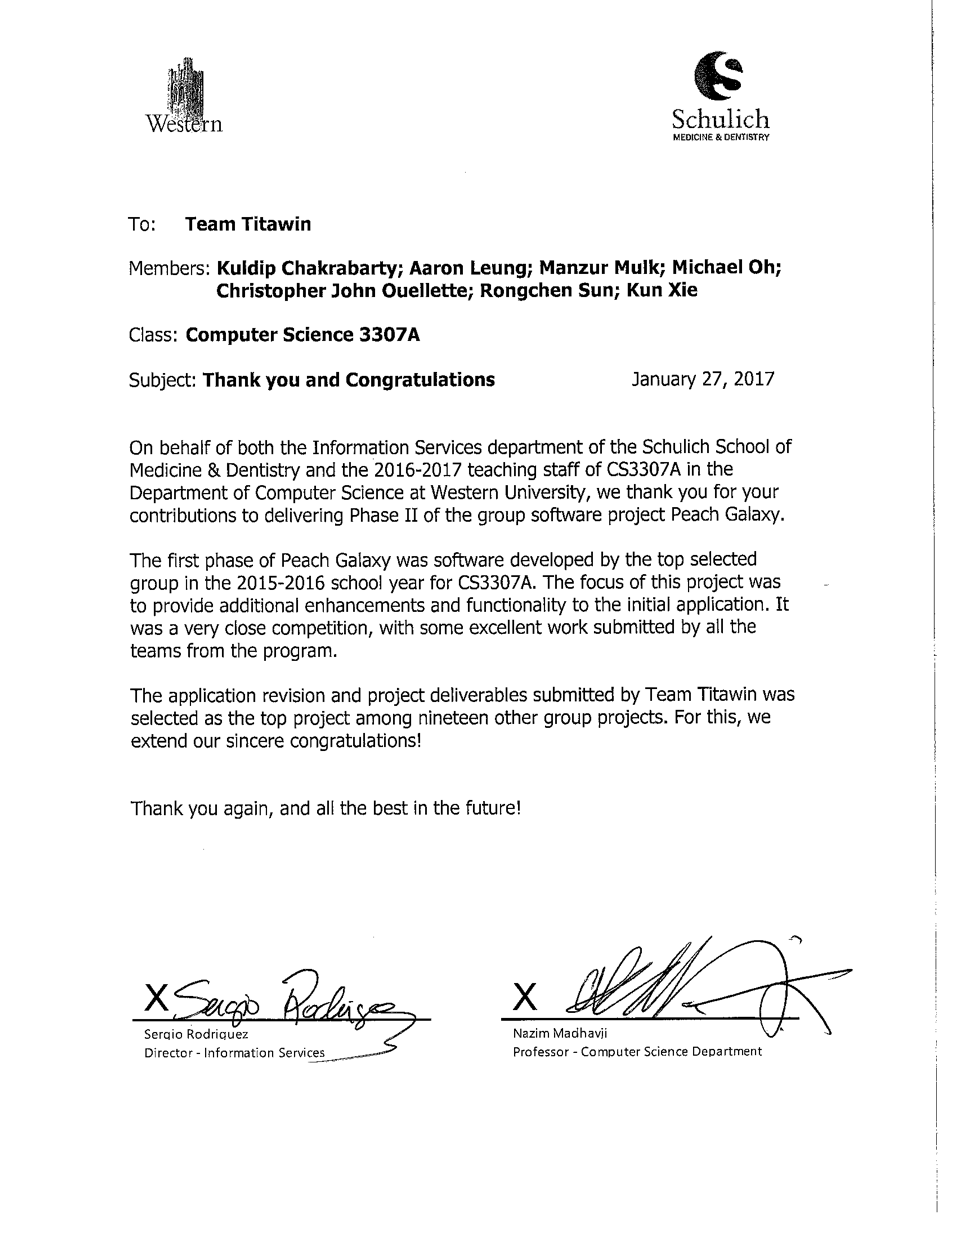 Western
Schulich
MEDICINE & DENTISTRY
To: Team Titawin
Members: Kuldip Chakrabarty; Aaron Leung; Manzur Mulk; Michael Oh;
Christopher John Ouellette; Rongchen Sun; Kun Xie
Class: Computer Science 3307A
Subject: Thank you and Congratulations January 27, 2017
On behalf of both the Information Services department of the Schulich School of
Medicine & Dentistry and the 2016-2017 teaching staff of CS3307A in the
Department of Computer Science at Western University, we thank you for your
contributions to delivering Phase II of the group software project Peach Galaxy.
The first phase of Peach Galaxy was software developed by the top selected
group in the 2015-2016 school year for CS3307A. The focus of this project was
to provide additional enhancements and functionality to the initial application. It
was a very close competition, with some excellent work submitted by all the
teams from the program.
The application revision and project deliverables submitted by Team Titawin was
selected as the top project among nineteen other group projects. For this, we
extend our sincere congratulations!
Thank you again, and all the best in the future!
X Sergio Rodriguez
X
Sergio Rodriguez
Director - Information Services
Nazim Madhavji
Professor - Computer Science Department